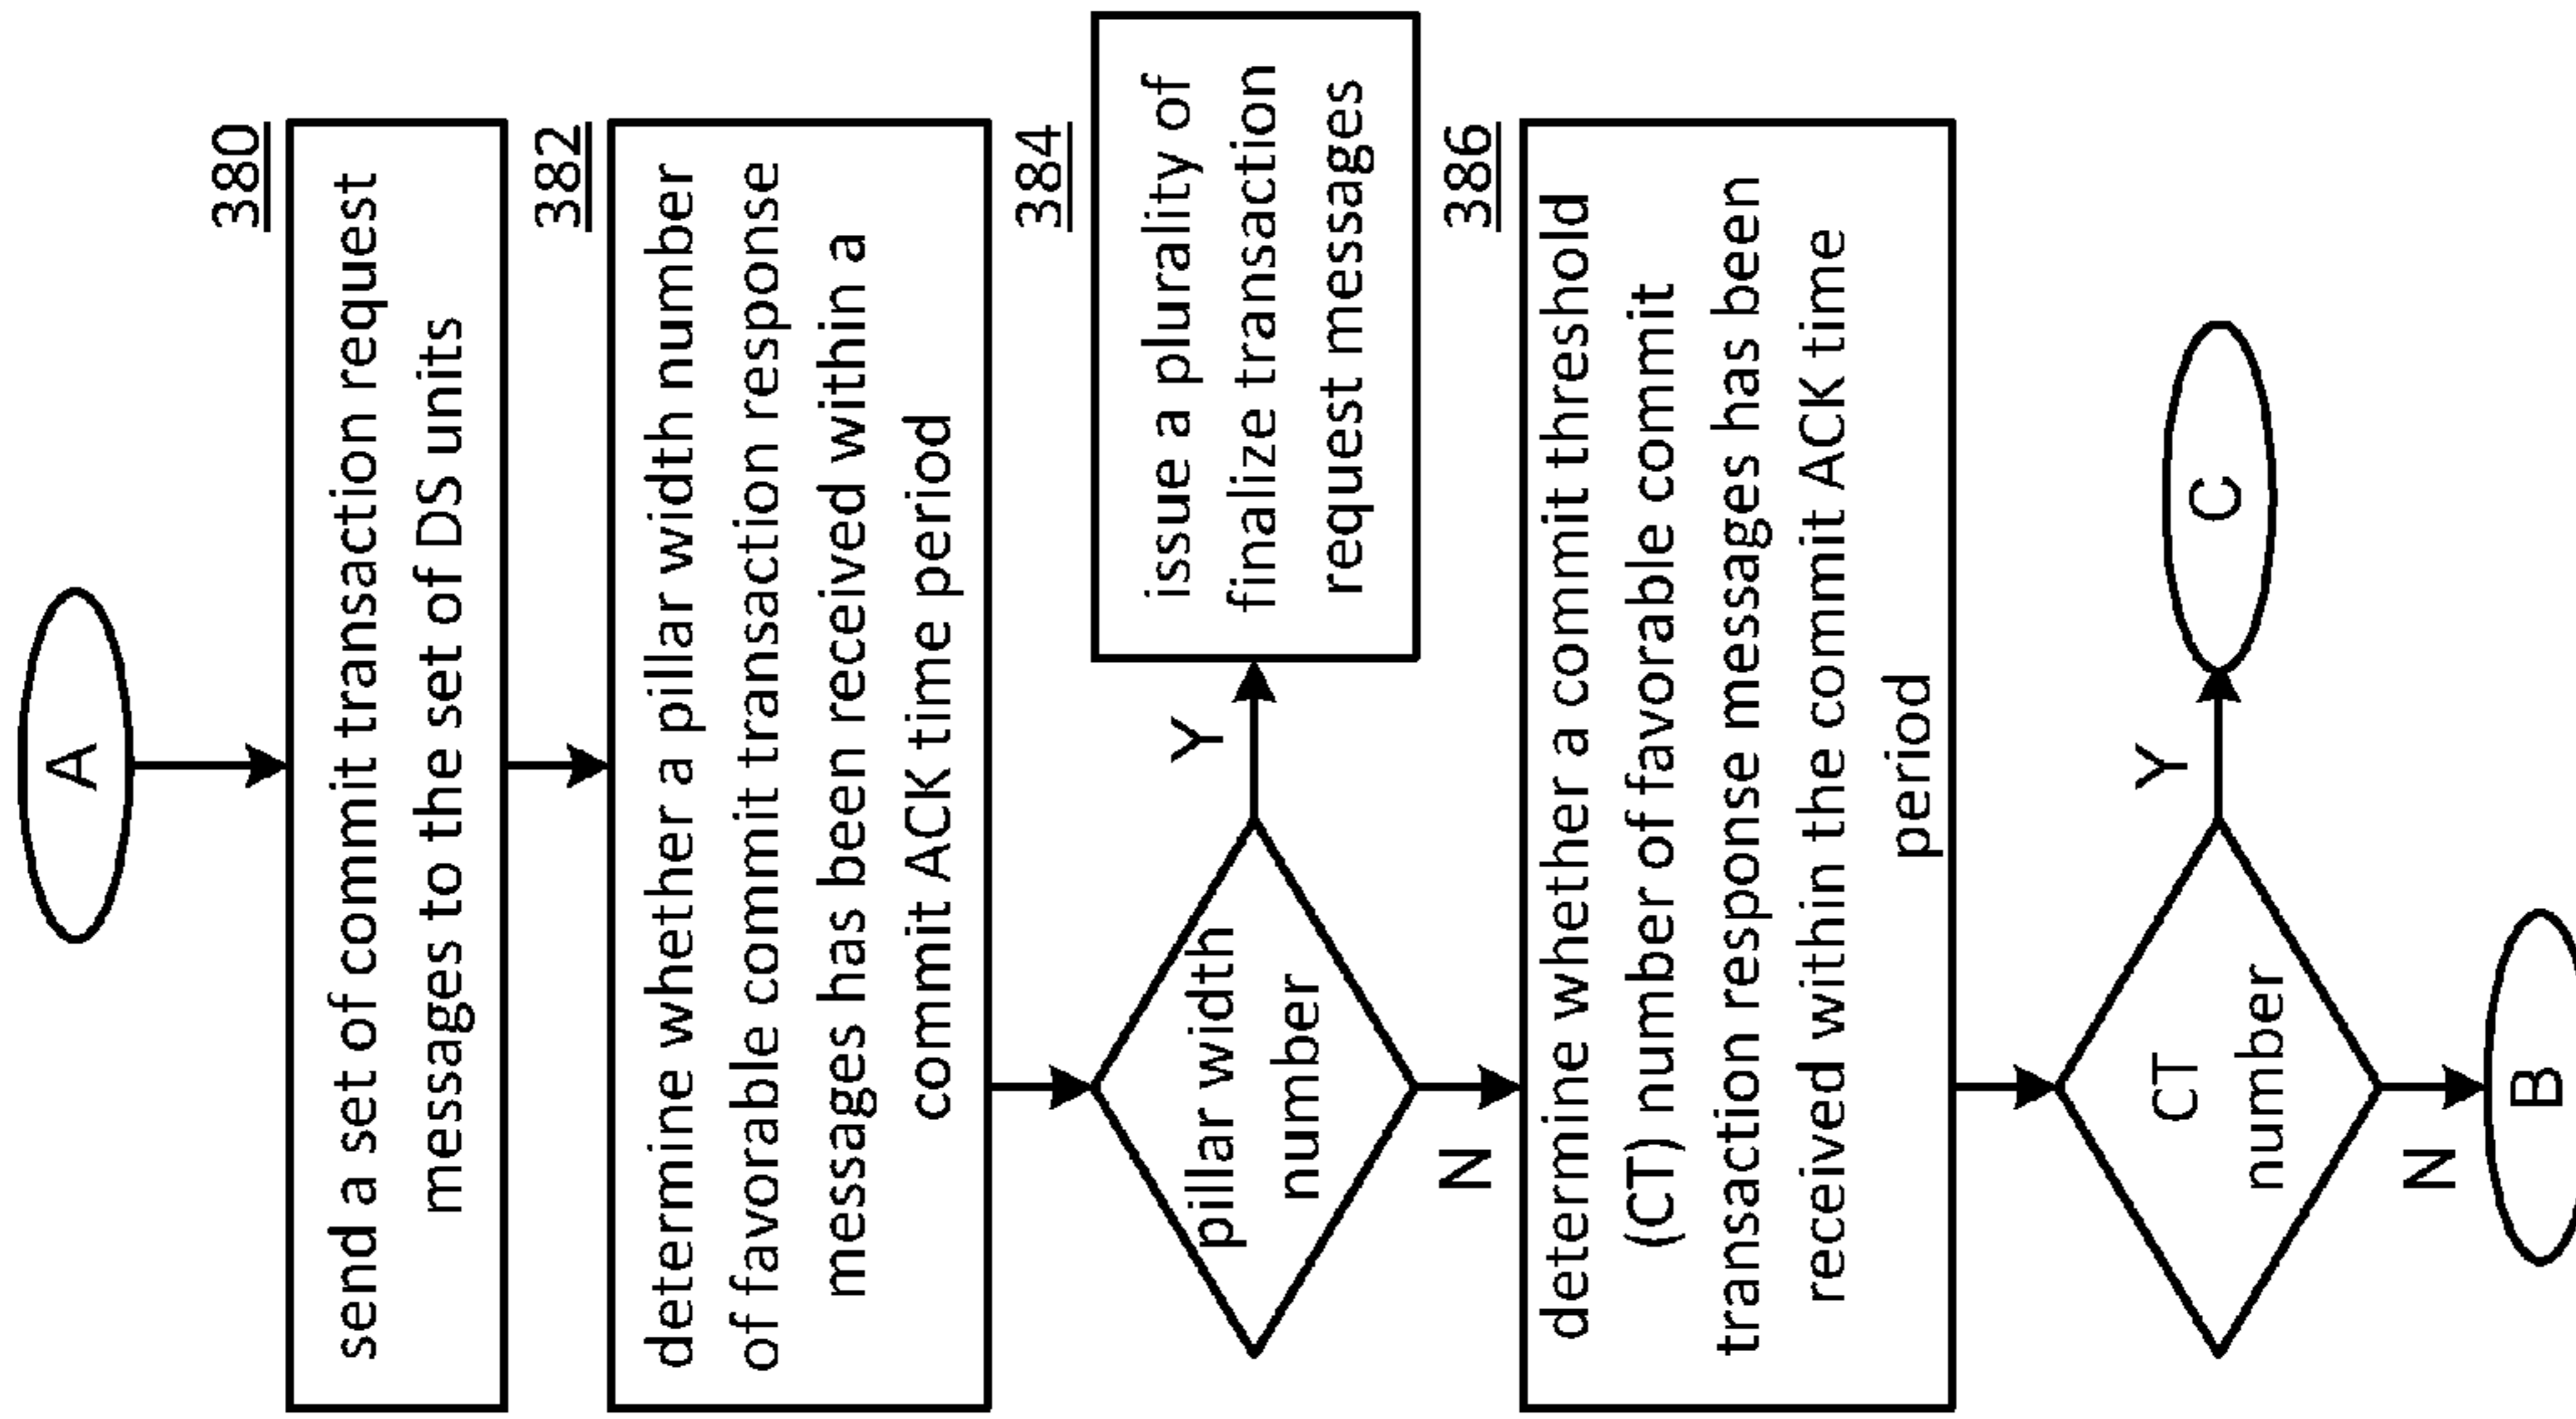 A
380
send a set of commit transaction request
messages to the set of DS units
382
determine whether a pillar width number
of favorable commit transaction response
messages has been received within a
commit ACK time period
pillar width
number
Y
384
issue a plurality of
finalize transaction
request messages
N
386
determine whether a commit threshold
(CT) number of favorable commit
transaction response messages has been
received within the commit ACK time
period
CT
number
Y
C
N
B